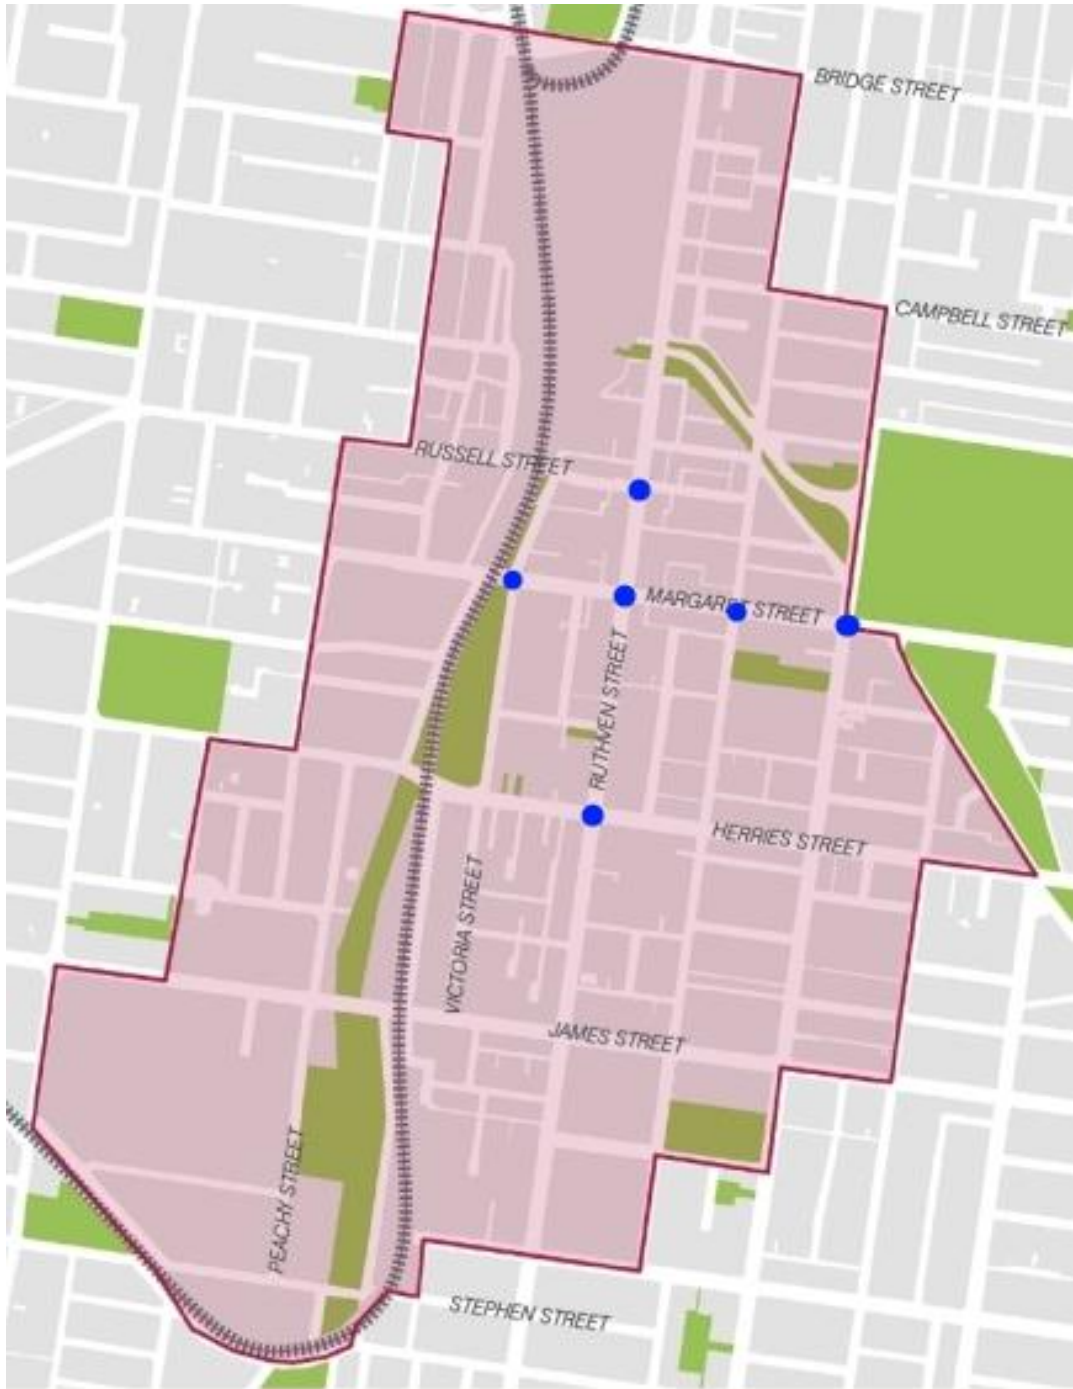 BRIDGE STREET
CAMPBELL STREET
RUSSELL STREET
MARGARET STREET
RUTHVEN STREET
HERRIES STREET
VICTORIA STREET
JAMES STREET
PEACHY STREET
STEPHEN STREET